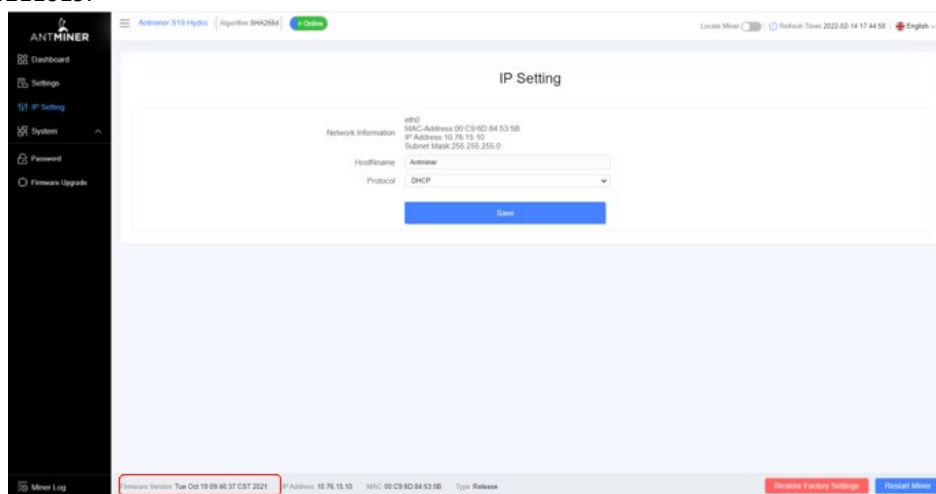 ANTMINER
Antminer S19 Hydro
Algorithm SHA256d
Online
Locate Miner
Refresh Timer 2022-02-14 17:44:58
English
Dashboard
Settings
IP Setting
System
Password
Firmware Upgrade
IP Setting
Network Information
eth0
MAC-Address:00:C9:6D:84:53:5B
IP Address:10.76.15.10
Subnet Mask:255.255.255.0
HostName
Antminer
Protocol
DHCP
Save
Miner Log
Firmware Version Tue Oct 19 09:46:37 CST 2021
IP Address 10.76.15.10
MAC 00:C9:6D:84:53:5B
Type Release
Restore Factory Settings
Restart Miner